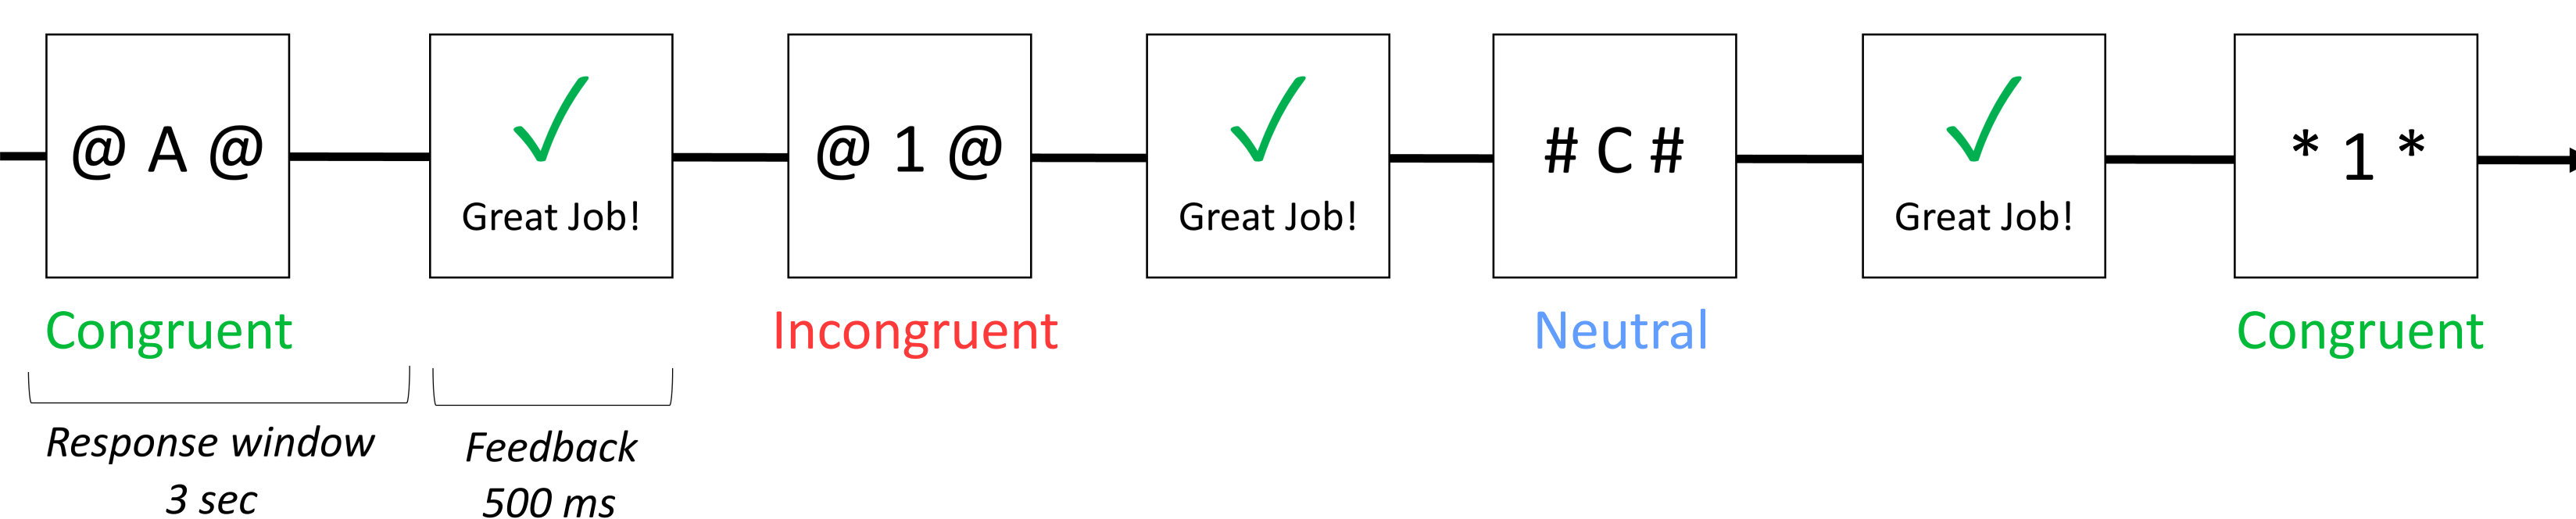 @ A @
Great Job!
@ 1 @
Great Job!
# C #
Great Job!
* 1 *
Congruent
Incongruent
Neutral
Congruent
Response window
3 sec
Feedback
500 ms